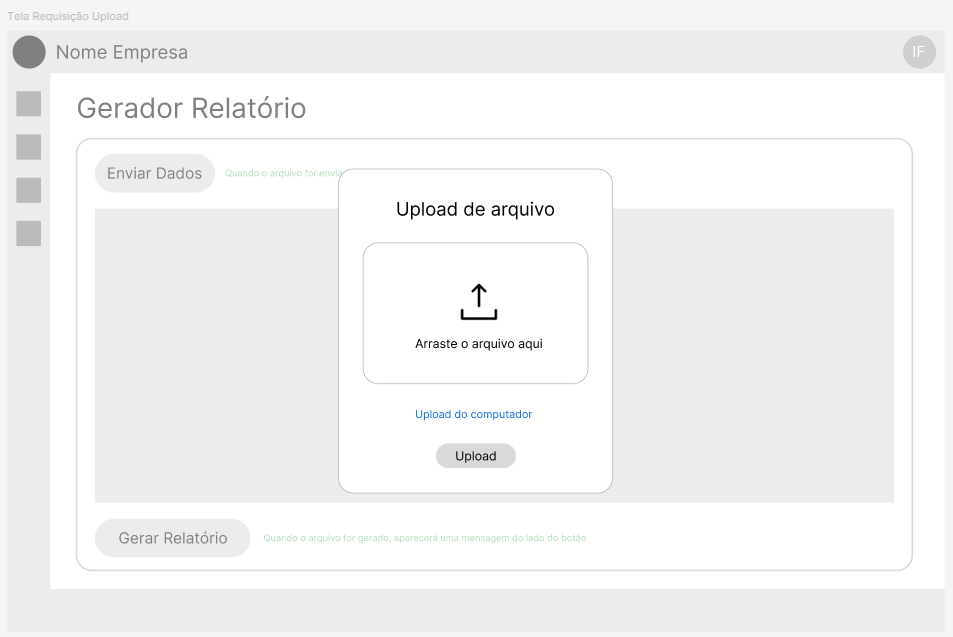 Tela Requisição Upload
Nome Empresa
IF
Gerador Relatório
Enviar Dados
Quando o arquivo for envia
Upload de arquivo
Arraste o arquivo aqui
Upload do computador
Upload
Gerar Relatório
Quando o arquivo for gerado, aparecerá uma mensagem do lado do botão